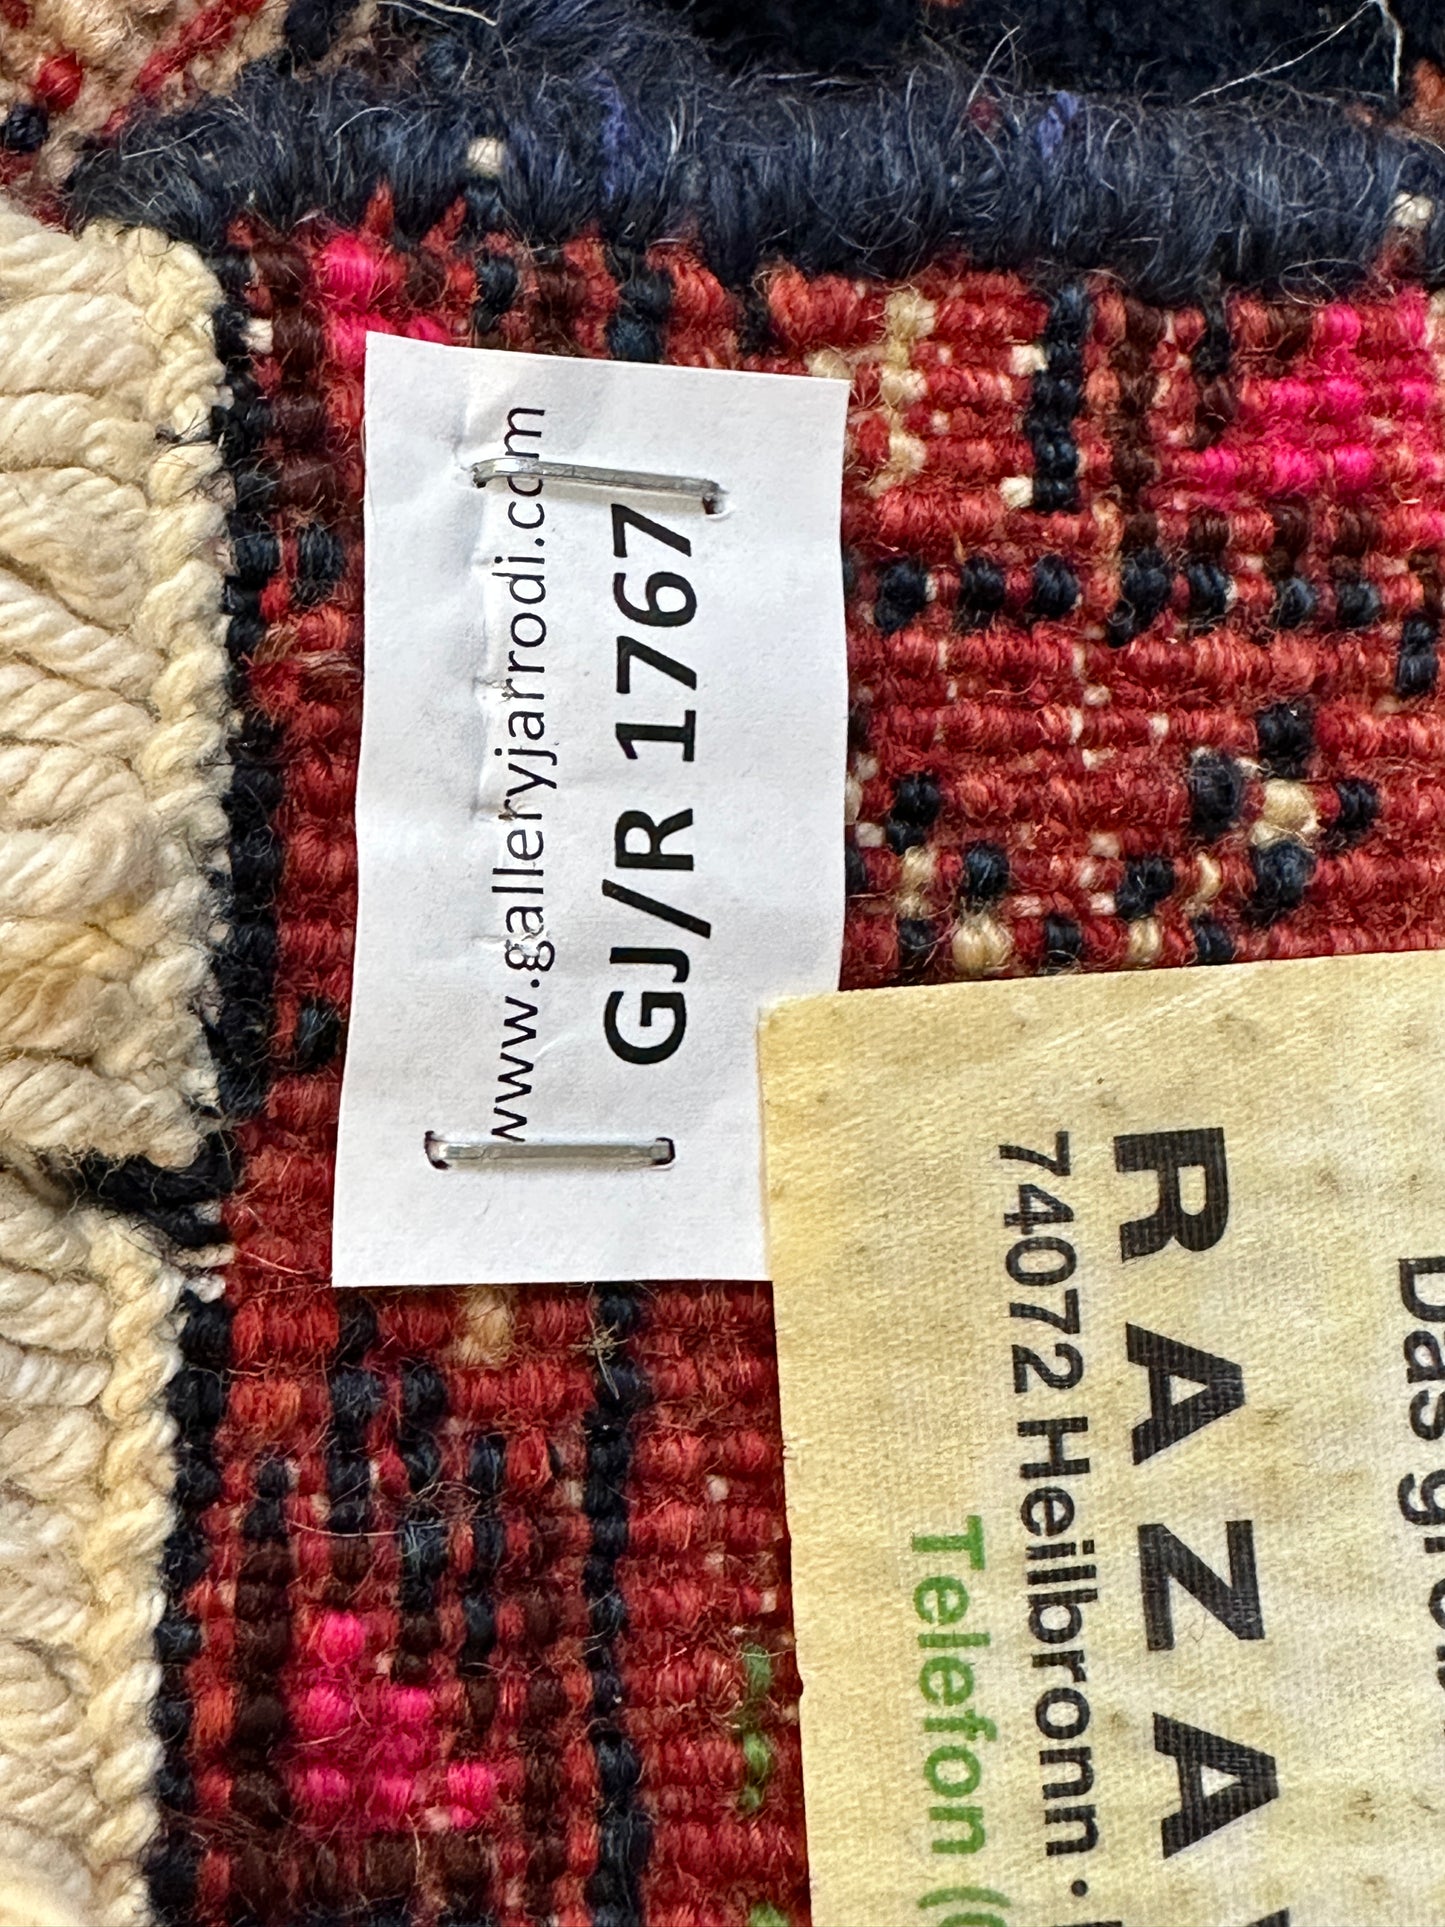 www.galleryjarrodi.com
GJ/R 1767
RAZA
74072 Heilbronn ·
Telefon (